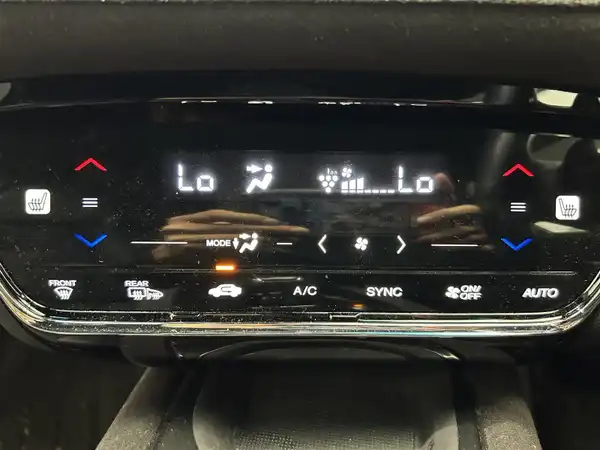 Lo Lo
MODE
FRONT REAR A/C SYNC ON/OFF AUTO